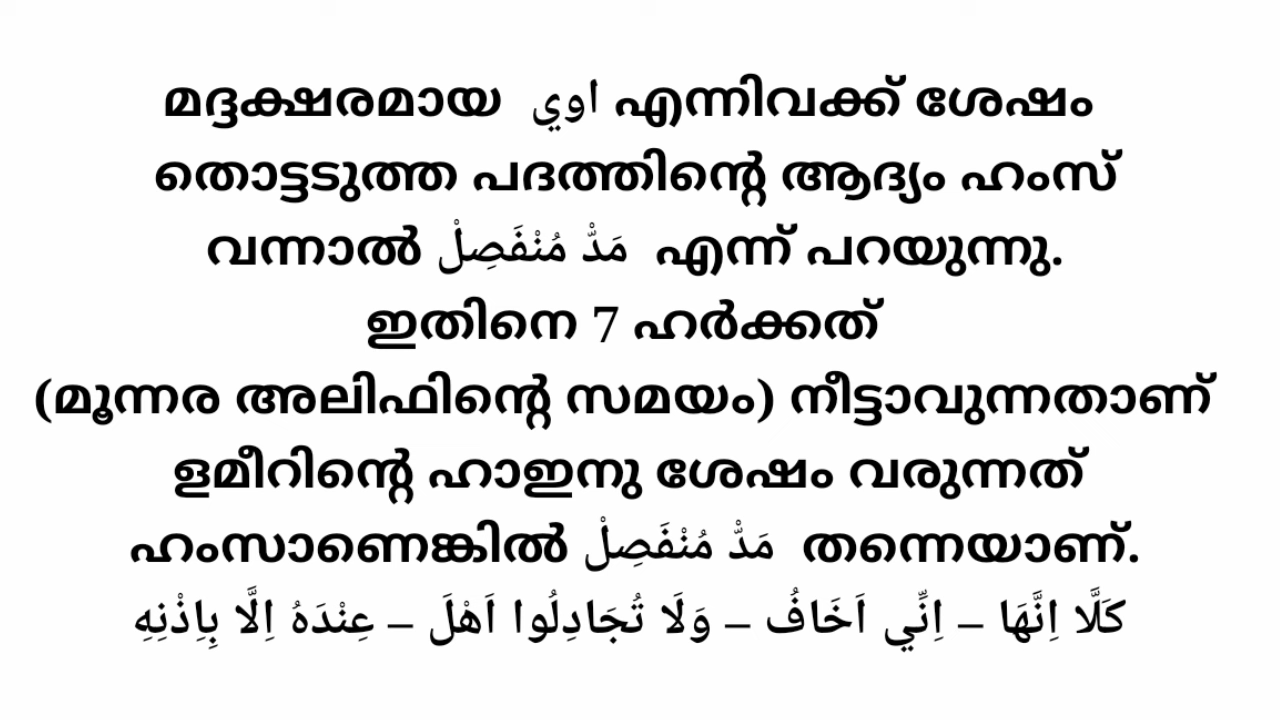 മദ്ദക്ഷരമായ اوي എന്നിവക്ക് ശേഷം
തൊട്ടടുത്ത പദത്തിന്റെ ആദ്യം ഹംസ്
വന്നാൽ مَدّْ مُنْفَصِلْ എന്ന് പറയുന്നു.
ഇതിനെ 7 ഹർക്കത്
(മൂന്നര അലിഫിന്റെ സമയം) നീട്ടാവുന്നതാണ്
ളമീറിന്റെ ഹാഇനു ശേഷം വരുന്നത്
ഹംസാണെങ്കിൽ مَدّْ مُنْفَصِلْ തന്നെയാണ്.
كَلَّا اِنَّهَا – اِنِّي اَخَافُ – وَلَا تُجَادِلُوا اَهْلَ – عِنْدَهُ اِلَّا بِاِذْنِهِ